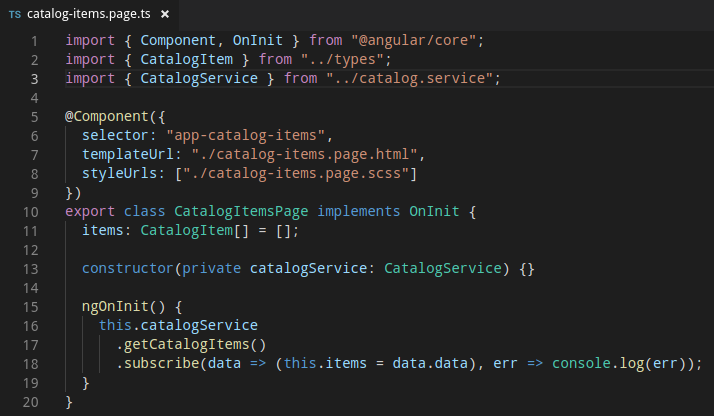 TS catalog-items.page.ts ×
1 import { Component, OnInit } from "@angular/core";
2 import { CatalogItem } from "../types";
3 import { CatalogService } from "../catalog.service";
4
5 @Component({
6   selector: "app-catalog-items",
7   templateUrl: "./catalog-items.page.html",
8   styleUrls: ["./catalog-items.page.scss"]
9 })
10 export class CatalogItemsPage implements OnInit {
11   items: CatalogItem[] = [];
12
13   constructor(private catalogService: CatalogService) {}
14
15   ngOnInit() {
16     this.catalogService
17       .getCatalogItems()
18       .subscribe(data => (this.items = data.data), err => console.log(err));
19   }
20 }